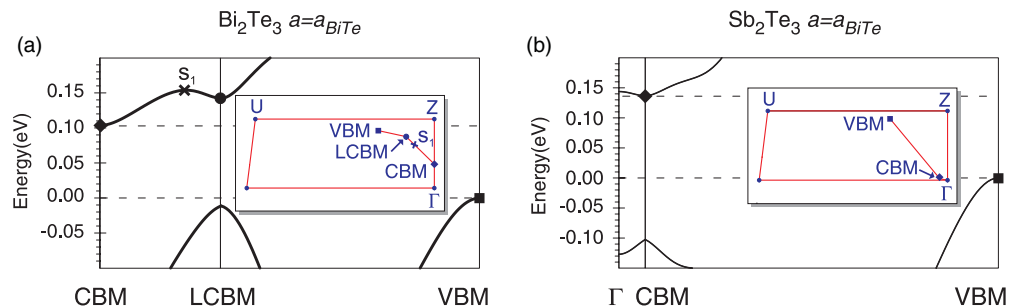 Bi2Te3 a=aBiTe
(a)
Energy(eV)
0.15
0.10
0.05
0.00
-0.05
S1
U
Z
VBM
LCBM
S1
CBM
Γ
CBM
LCBM
VBM
Sb2Te3 a=aBiTe
(b)
Energy(eV)
0.15
0.10
0.05
0.00
-0.05
-0.10
U
Z
VBM
CBM
Γ
Γ
CBM
VBM